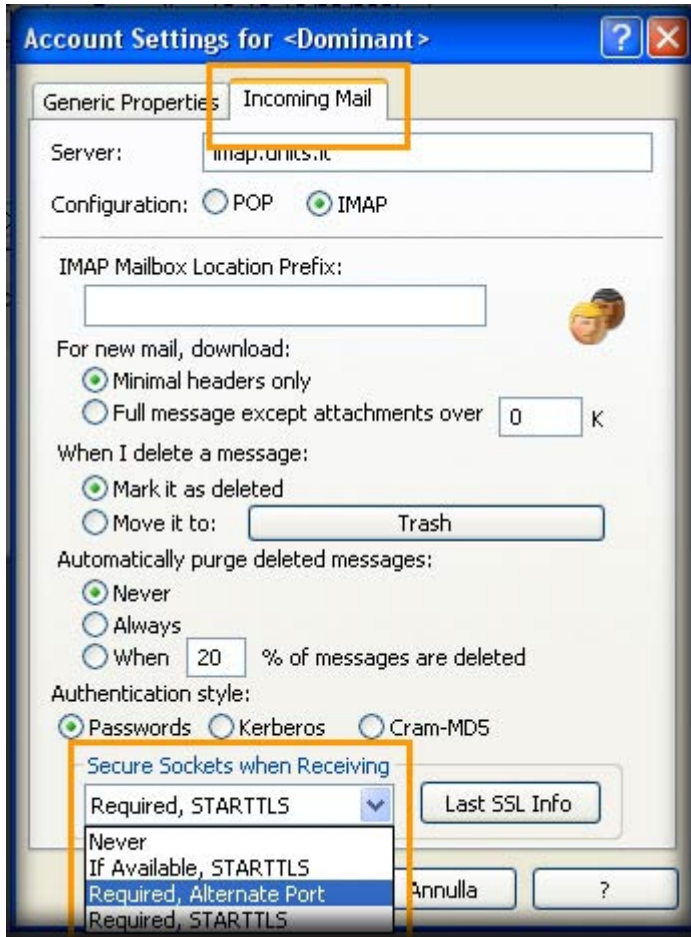 Account Settings for <Dominant>
Generic Properties Incoming Mail
Server: imap.units.it
Configuration: POP IMAP
IMAP Mailbox Location Prefix:
For new mail, download:
Minimal headers only
Full message except attachments over 0 K
When I delete a message:
Mark it as deleted
Move it to: Trash
Automatically purge deleted messages:
Never
Always
When 20 % of messages are deleted
Authentication style:
Passwords Kerberos Cram-MD5
Secure Sockets when Receiving
Required, STARTTLS Last SSL Info
Never
If Available, STARTTLS
Required, Alternate Port Annulla ?
Required, STARTTLS